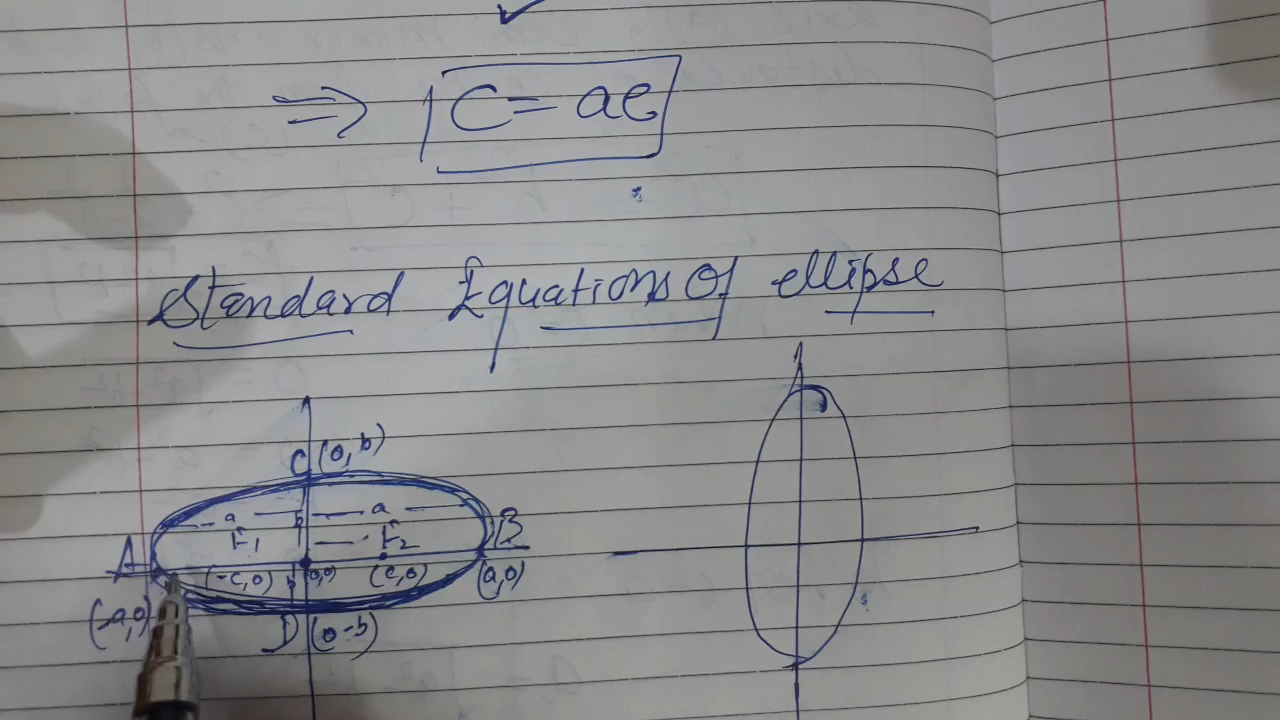 ⇒ C = ae
Standard Equations Of ellipse
C (0, b)
a b a
F1 F2
A B
(-c,0) (0,0) (c,0) (a,0)
(-a,0) b
D (0-b)